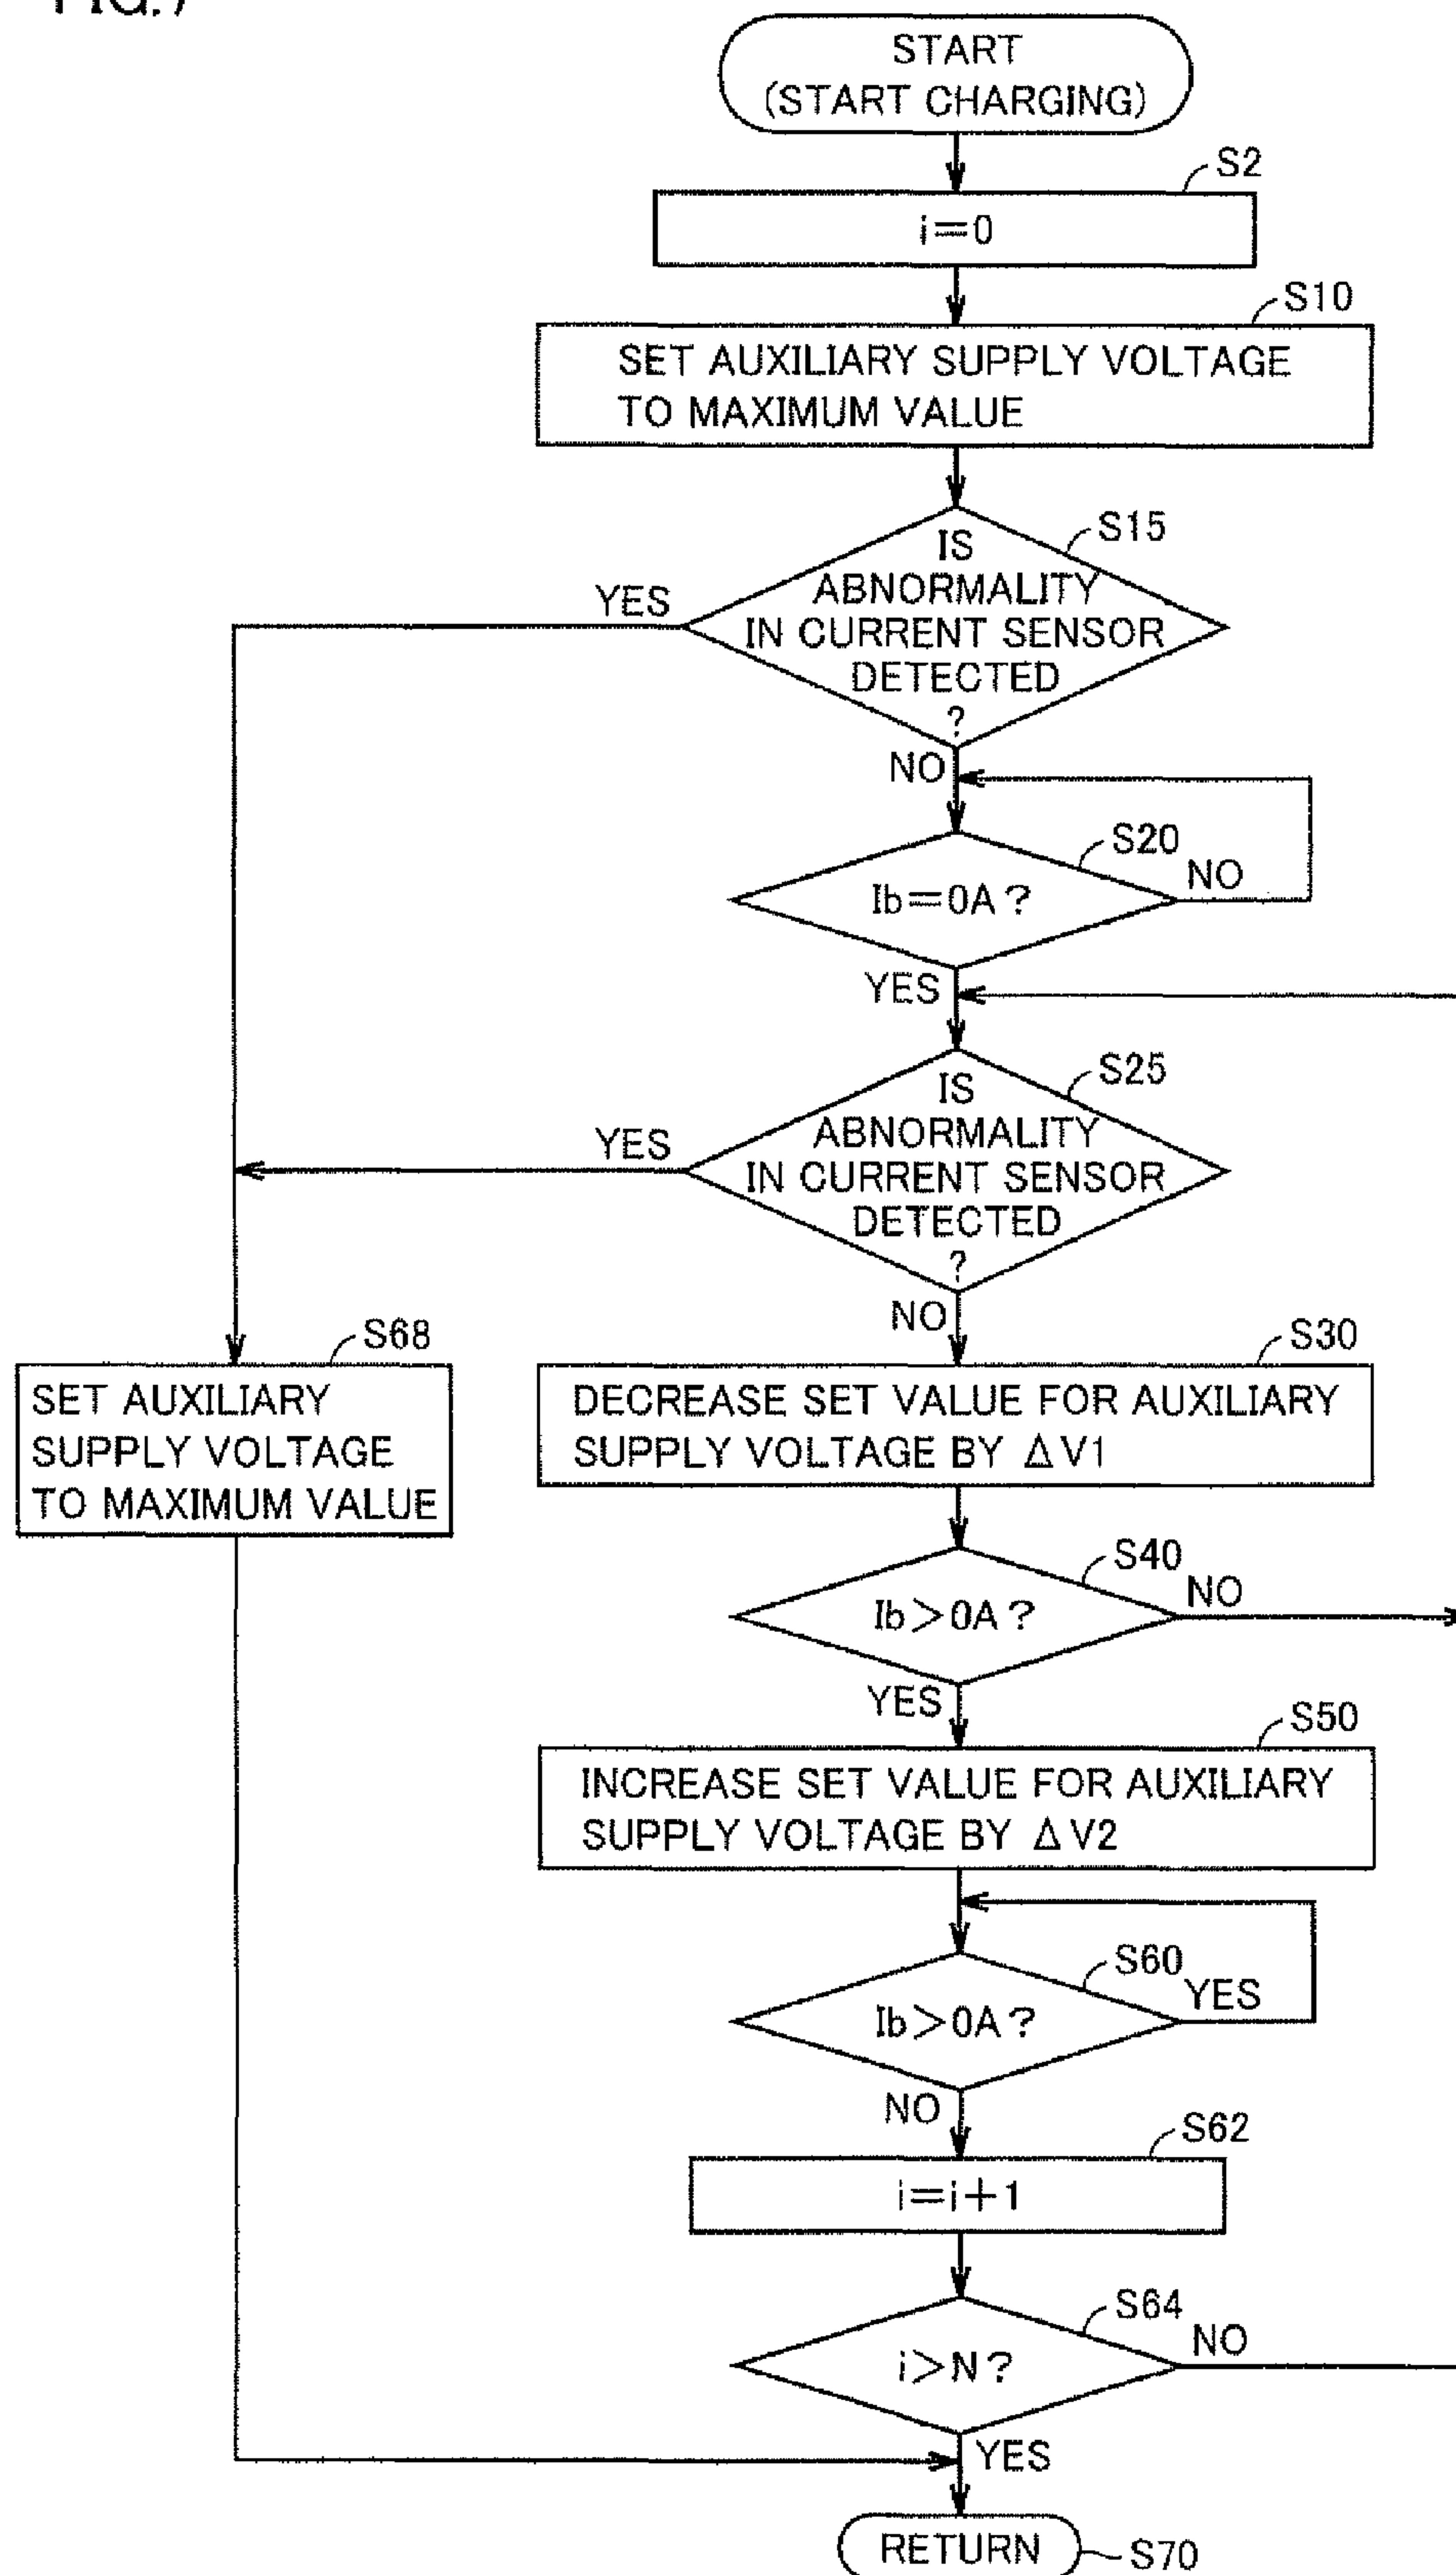 FIG.7
START
(START CHARGING)
S2
i=0
S10
SET AUXILIARY SUPPLY VOLTAGE
TO MAXIMUM VALUE
S15
IS
ABNORMALITY
IN CURRENT SENSOR
DETECTED
?
YES
NO
S20
Ib=0A?
NO
YES
S25
IS
ABNORMALITY
IN CURRENT SENSOR
DETECTED
?
YES
NO
S68
SET AUXILIARY
SUPPLY VOLTAGE
TO MAXIMUM VALUE
S30
DECREASE SET VALUE FOR AUXILIARY
SUPPLY VOLTAGE BY ΔV1
S40
Ib>0A?
NO
YES
S50
INCREASE SET VALUE FOR AUXILIARY
SUPPLY VOLTAGE BY ΔV2
S60
Ib>0A?
YES
NO
S62
i=i+1
S64
i>N?
NO
YES
RETURN
S70